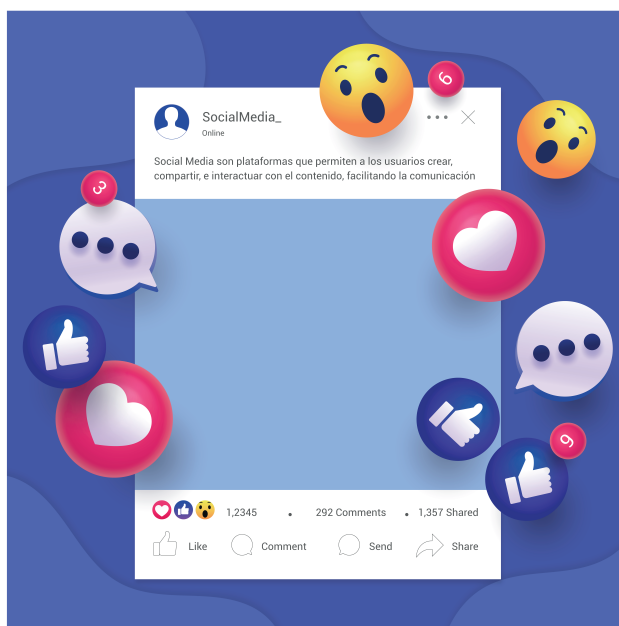 6
SocialMedia_
Online
Social Media son plataformas que permiten a los usuarios crear,
compartir, e interactuar con el contenido, facilitando la comunicación
3
6
1,2345 • 292 Comments • 1,357 Shared
Like Comment Send Share